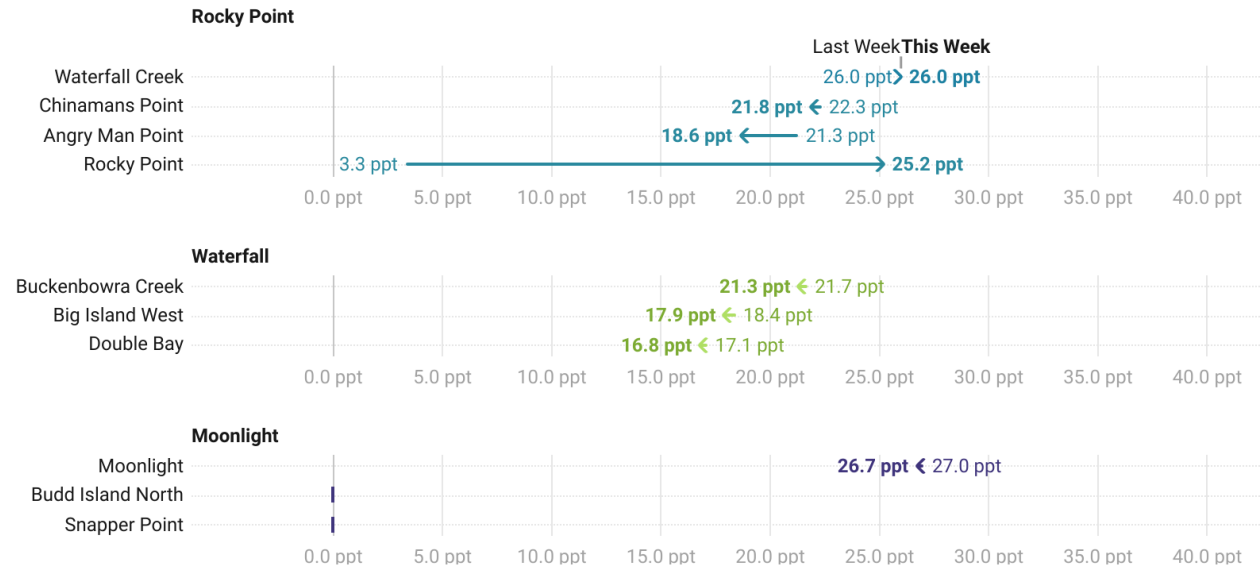 Rocky Point
Last Week This Week
Waterfall Creek 26.0 ppt 26.0 ppt
Chinamans Point 21.8 ppt 22.3 ppt
Angry Man Point 18.6 ppt 21.3 ppt
Rocky Point 3.3 ppt 25.2 ppt
0.0 ppt 5.0 ppt 10.0 ppt 15.0 ppt 20.0 ppt 25.0 ppt 30.0 ppt 35.0 ppt 40.0 ppt
Waterfall
Buckenbowra Creek 21.3 ppt 21.7 ppt
Big Island West 17.9 ppt 18.4 ppt
Double Bay 16.8 ppt 17.1 ppt
0.0 ppt 5.0 ppt 10.0 ppt 15.0 ppt 20.0 ppt 25.0 ppt 30.0 ppt 35.0 ppt 40.0 ppt
Moonlight
Moonlight 26.7 ppt 27.0 ppt
Budd Island North
Snapper Point
0.0 ppt 5.0 ppt 10.0 ppt 15.0 ppt 20.0 ppt 25.0 ppt 30.0 ppt 35.0 ppt 40.0 ppt